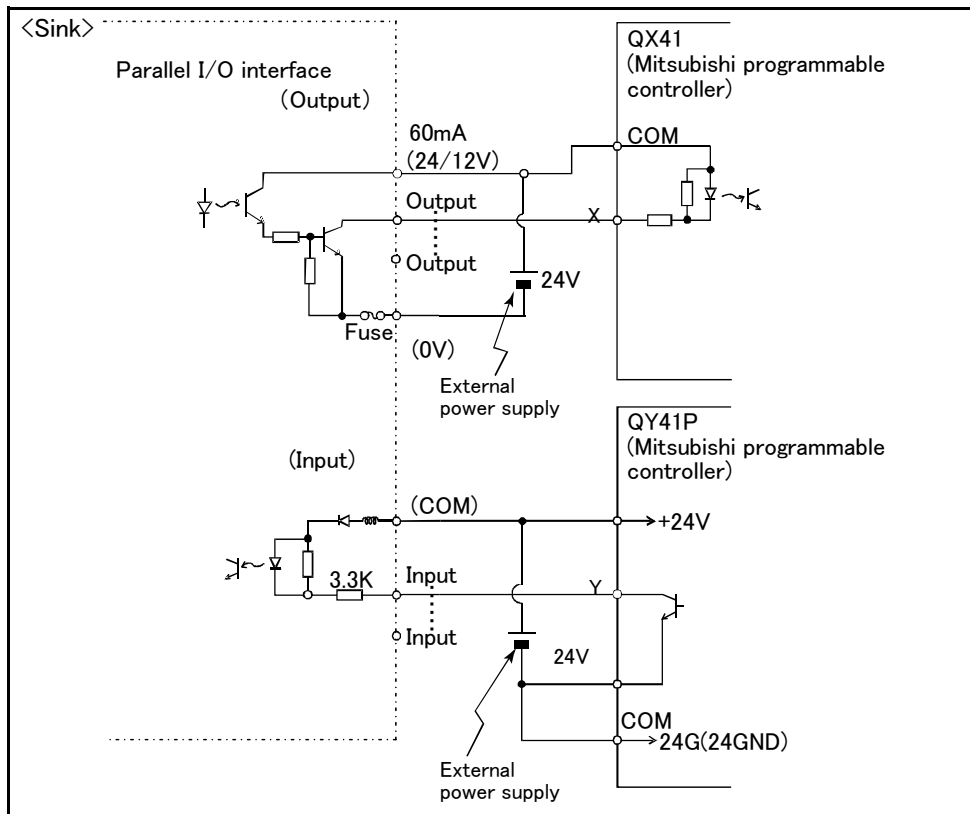 <Sink>
Parallel I/O interface
(Output)
QX41
(Mitsubishi programmable
controller)
60mA
(24/12V)
COM
Output
X
Output
24V
Fuse
(0V)
External
power supply
QY41P
(Mitsubishi programmable
controller)
(Input)
(COM)
+24V
3.3K
Input
Y
Input
24V
COM
24G(24GND)
External
power supply